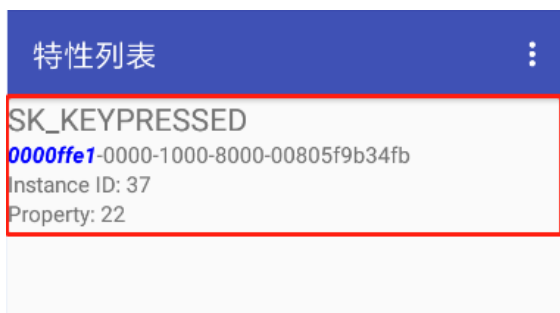 特性列表
SK_KEYPRESSED
0000ffe1-0000-1000-8000-00805f9b34fb
Instance ID: 37
Property: 22